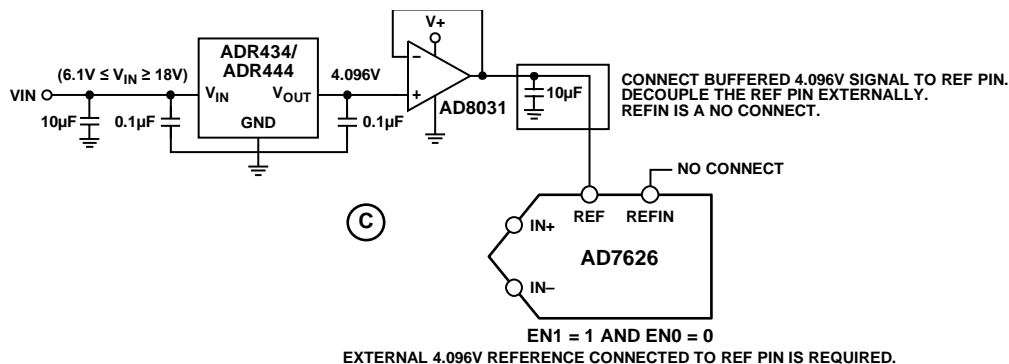 V+
ADR434/
ADR444
(6.1V ≤ VIN ≥ 18V)
4.096V
VIN
VIN
VOUT
GND
10µF
0.1µF
0.1µF
−
+
AD8031
10µF
CONNECT BUFFERED 4.096V SIGNAL TO REF PIN.
DECOUPLE THE REF PIN EXTERNALLY.
REFIN IS A NO CONNECT.
NO CONNECT
C
REF
REFIN
IN+
AD7626
IN–
EN1 = 1 AND EN0 = 0
EXTERNAL 4.096V REFERENCE CONNECTED TO REF PIN IS REQUIRED.